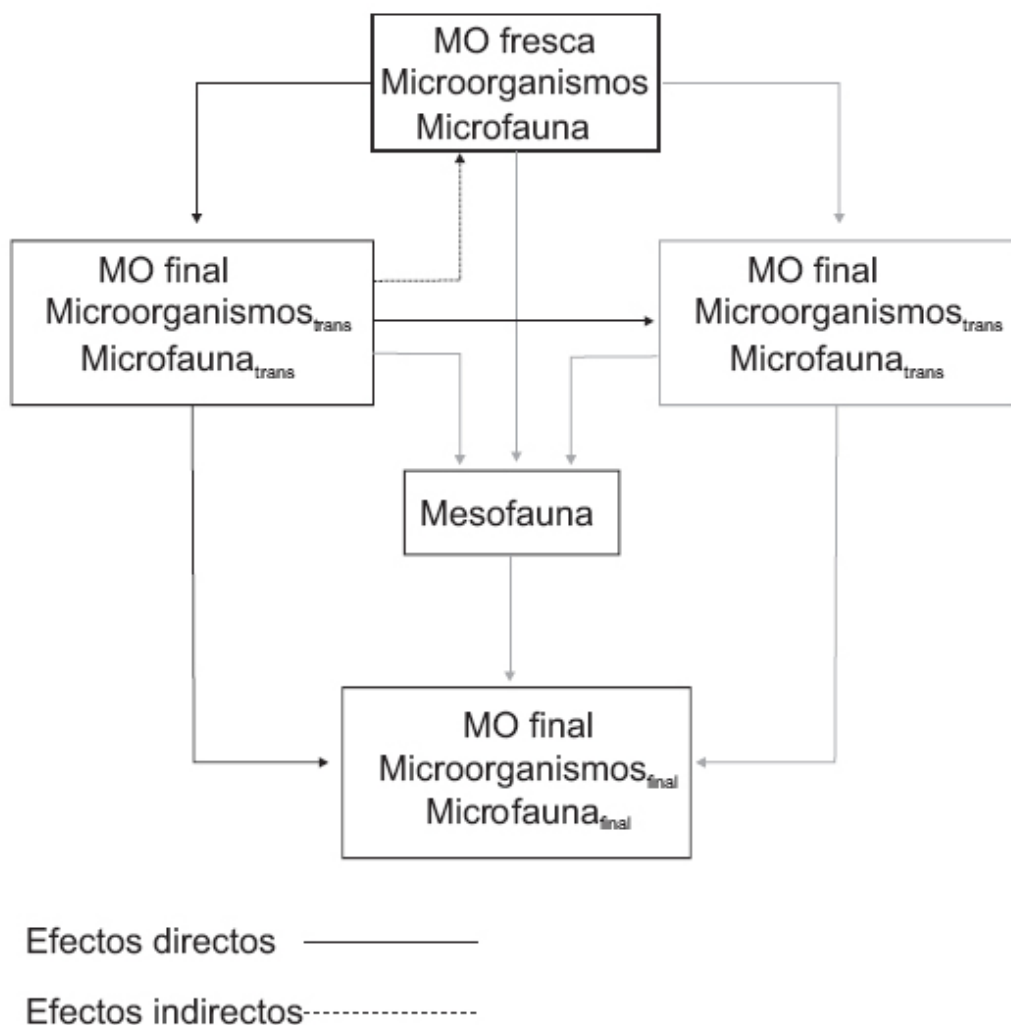 MO fresca
Microorganismos
Microfauna
MO final
Microorganismostrans
Microfaunatrans
MO final
Microorganismostrans
Microfaunatrans
Mesofauna
MO final
Microorganismosfinal
Microfaunafinal
Efectos directos
Efectos indirectos